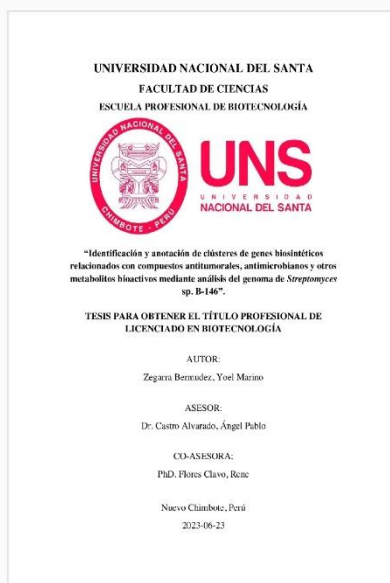 UNIVERSIDAD NACIONAL DEL SANTA
FACULTAD DE CIENCIAS
ESCUELA PROFESIONAL DE BIOTECNOLOGÍA
UNIVERSIDAD NACIONAL DEL SANTA
CHIMBOTE - PERÚ
UNS
UNIVERSIDAD
NACIONAL DEL SANTA
“Identificación y anotación de clústeres de genes biosintéticos
relacionados con compuestos antitumorales, antimicrobianos y otros
metabolitos bioactivos mediante análisis del genoma de Streptomyces
sp. B-146”.
TESIS PARA OBTENER EL TÍTULO PROFESIONAL DE
LICENCIADO EN BIOTECNOLOGÍA
AUTOR:
Zegarra Bermudez, Yoel Marino
ASESOR:
Dr. Castro Alvarado, Ángel Pablo
CO-ASESORA:
PhD. Flores Clavo, Rene
Nuevo Chimbote, Perú
2023-06-23